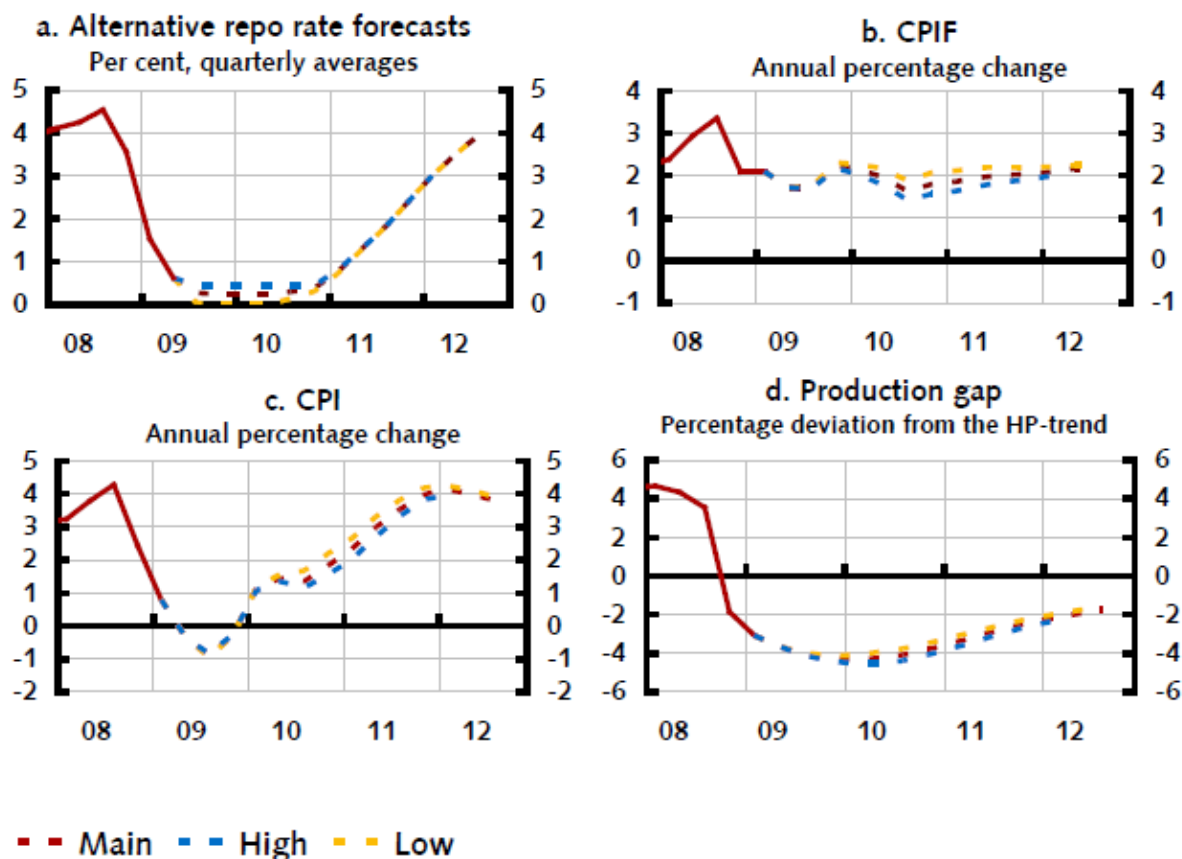 a. Alternative repo rate forecasts
Per cent, quarterly averages
5 5
4 4
3 3
2 2
1 1
0 0
08 09 10 11 12
b. CPIF
Annual percentage change
4 4
3 3
2 2
1 1
0 0
-1 -1
08 09 10 11 12
c. CPI
Annual percentage change
5 5
4 4
3 3
2 2
1 1
0 0
-1 -1
-2 -2
08 09 10 11 12
d. Production gap
Percentage deviation from the HP-trend
6 6
4 4
2 2
0 0
-2 -2
-4 -4
-6 -6
08 09 10 11 12
Main High Low